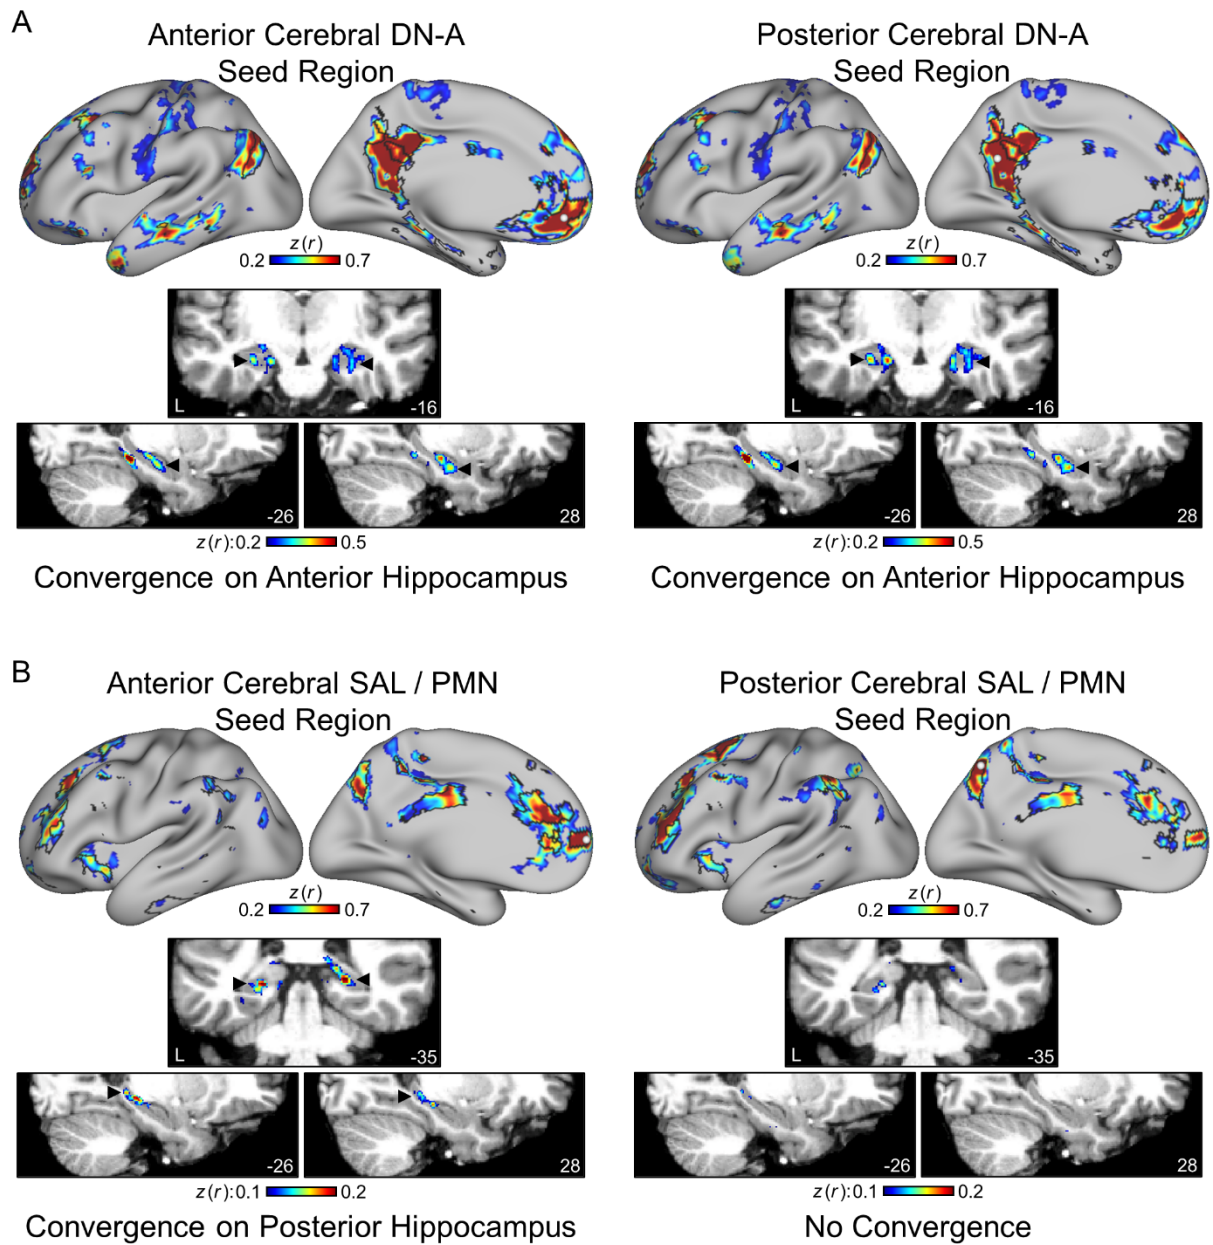 A
Anterior Cerebral DN-A
Seed Region
Posterior Cerebral DN-A
Seed Region
z(r)
0.2 0.7
z(r)
0.2 0.7
L -16
L -16
-26 28
-26 28
z(r):0.2 0.5
z(r):0.2 0.5
Convergence on Anterior Hippocampus
Convergence on Anterior Hippocampus
B
Anterior Cerebral SAL / PMN
Seed Region
Posterior Cerebral SAL / PMN
Seed Region
z(r)
0.2 0.7
z(r)
0.2 0.7
L -35
L -35
-26 28
-26 28
z(r):0.1 0.2
z(r):0.1 0.2
Convergence on Posterior Hippocampus
No Convergence